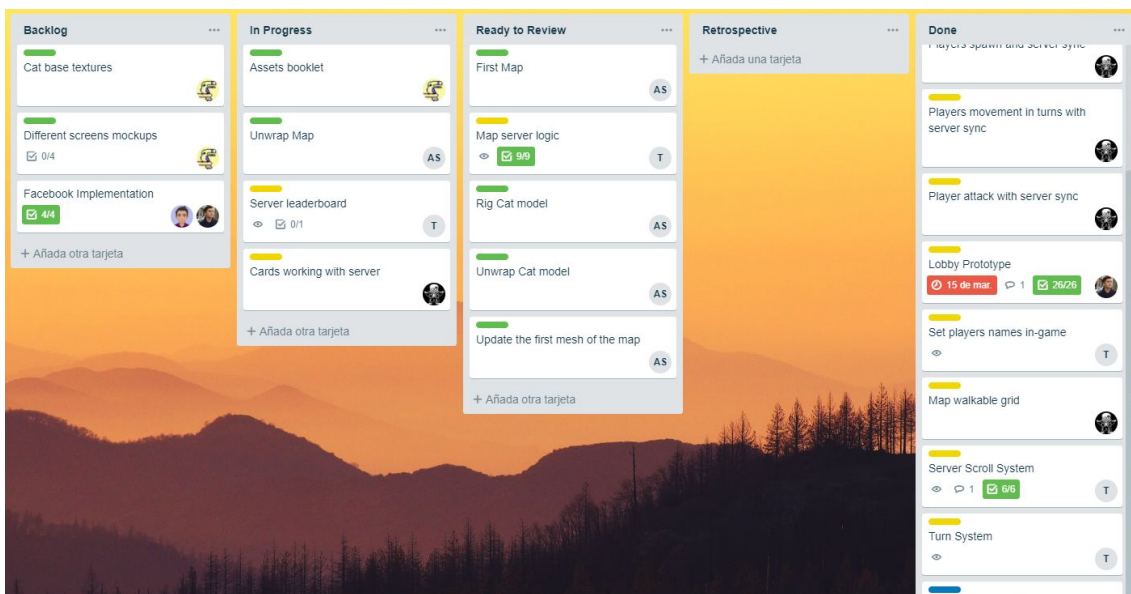 Backlog
Cat base textures
Different screens mockups
0/4
Facebook Implementation
4/4
+ Añada otra tarjeta
In Progress
Assets booklet
Unwrap Map
AS
Server leaderboard
0/1
T
Cards working with server
+ Añada otra tarjeta
Ready to Review
First Map
AS
Map server logic
9/9
T
Rig Cat model
AS
Unwrap Cat model
AS
Update the first mesh of the map
AS
+ Añada otra tarjeta
Retrospective
+ Añada una tarjeta
Done
Players spawn and server sync
Players movement in turns with
server sync
Player attack with server sync
Lobby Prototype
15 de mar. 1 26/26
Set players names in-game
T
Map walkable grid
Server Scroll System
1 6/6
T
Turn System
T